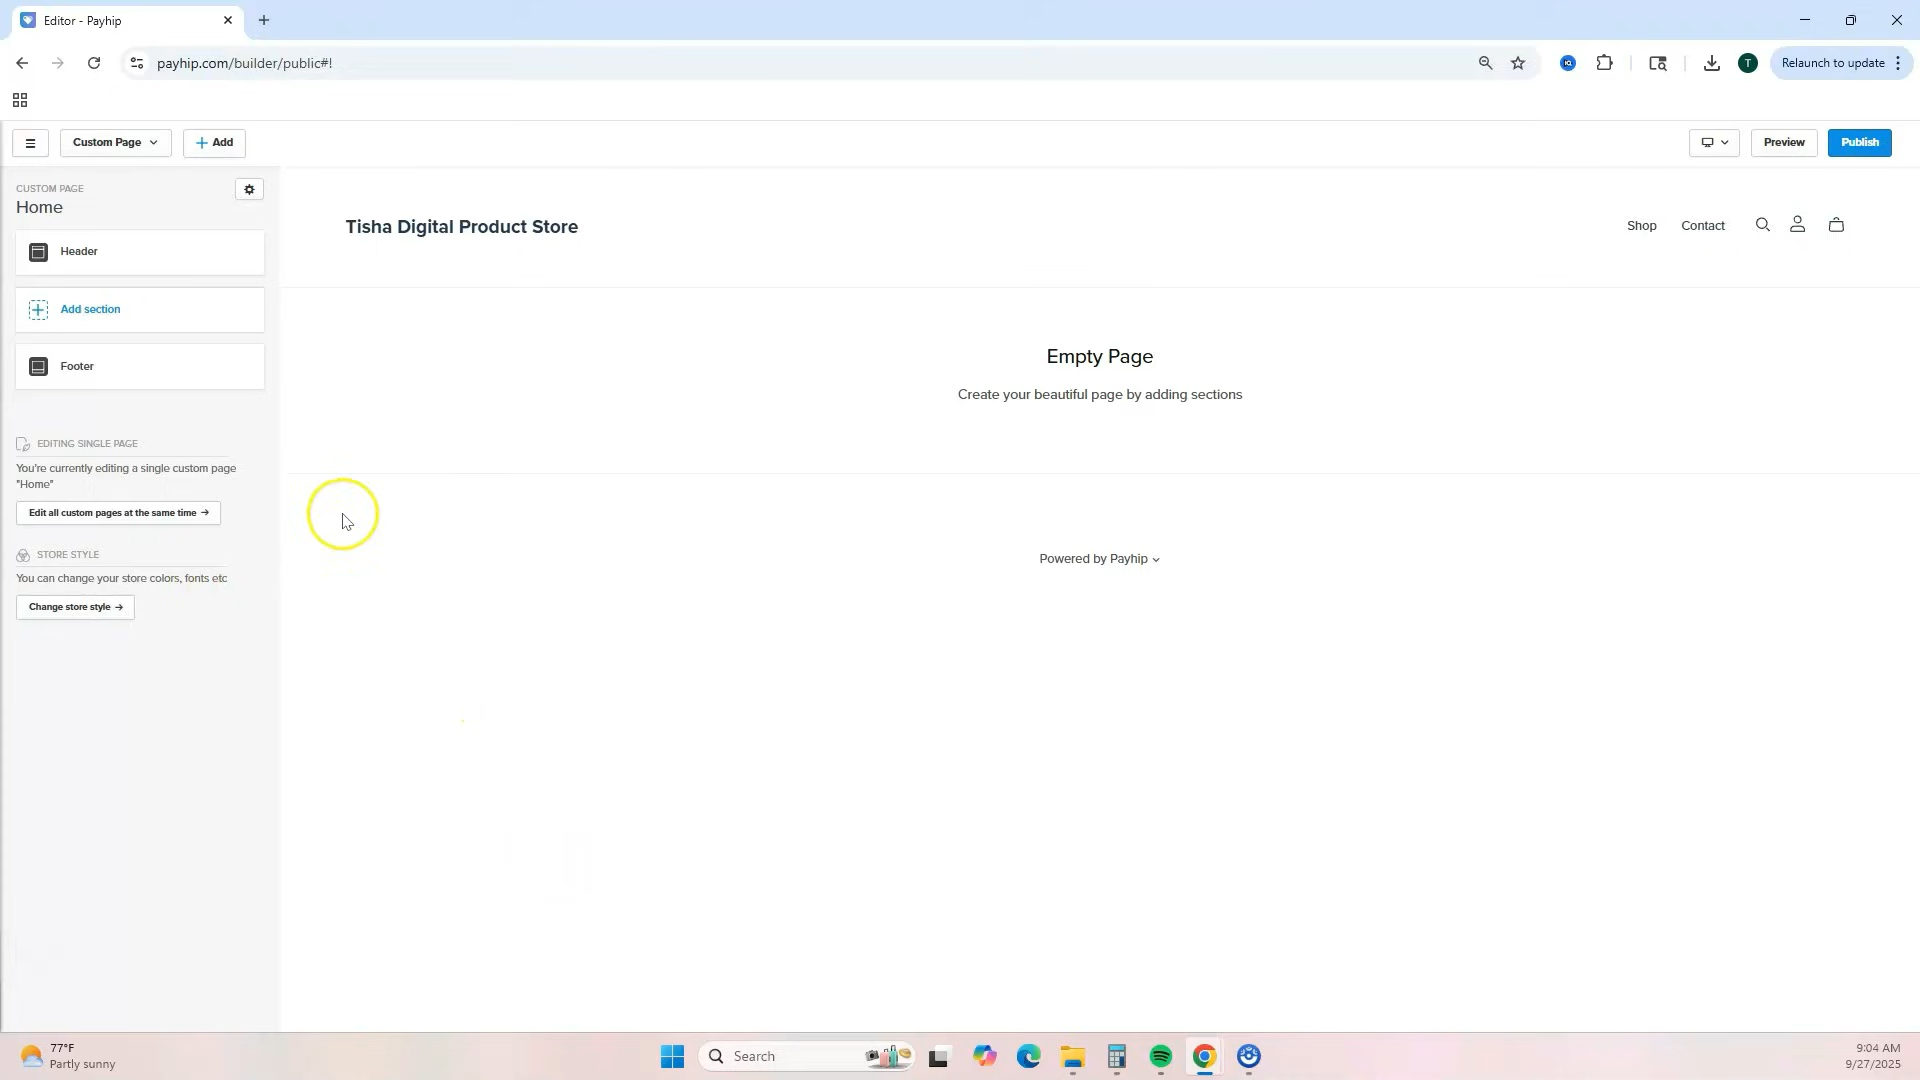 Editor - Payhip
payhip.com/builder/public#!
Relaunch to update
T
Custom Page
Add
Preview
Publish
CUSTOM PAGE
Home
Header
Add section
Footer
EDITING SINGLE PAGE
You're currently editing a single custom page
"Home"
Edit all custom pages at the same time →
STORE STYLE
You can change your store colors, fonts etc
Change store style →
Tisha Digital Product Store
Shop
Contact
Empty Page
Create your beautiful page by adding sections
Powered by Payhip
77°F
Partly sunny
Search
9:04 AM
9/27/2025